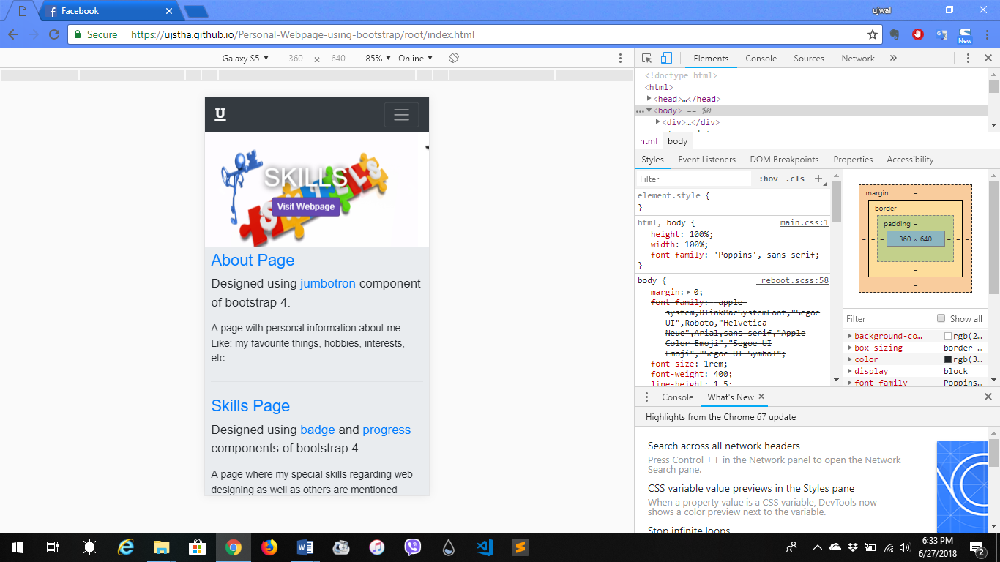 Facebook
ujwal
Secure
https://ujstha.github.io/Personal-Webpage-using-bootstrap/root/index.html
New
Galaxy S5 ▼ 360 × 640 85% ▼ Online ▼
Elements Console Sources Network »
<!doctype html>
<html>
<head>…</head>
…<body> == $0
<div>…</div>
html body
Styles Event Listeners DOM Breakpoints Properties Accessibility
Filter :hov .cls +
element.style {
}
html, body { main.css:1
height: 100%;
width: 100%;
font-family: 'Poppins', sans-serif;
}
body { _reboot.scss:58
margin: 0;
font-family: -apple-
system,BlinkMacSystemFont,"Segoe
UI",Roboto,"Helvetica
Neue",Arial,sans-serif,"Apple
Color Emoji","Segoe UI
Emoji","Segoe UI Symbol";
font-size: 1rem;
font-weight: 400;
line-height: 1.5;
margin –
border –
padding –
– – – 360 × 640 – – –
–
–
–
Filter Show all
background-co… rgb(2…
box-sizing border-…
color rgb(3…
display block
font-family Poppins…
U
SKILLS
SKILLS
Visit Webpage
About Page
Designed using jumbotron component
of bootstrap 4.
A page with personal information about me.
Like: my favourite things, hobbies, interests,
etc.
Skills Page
Designed using badge and progress
components of bootstrap 4.
A page where my special skills regarding web
designing as well as others are mentioned
Console What's New ×
Highlights from the Chrome 67 update
Search across all network headers
Press Control + F in the Network panel to open the Network
Search pane.
CSS variable value previews in the Styles pane
When a property value is a CSS variable, DevTools now
shows a color preview next to the variable.
Stop infinite loops
6:33 PM
6/27/2018
2